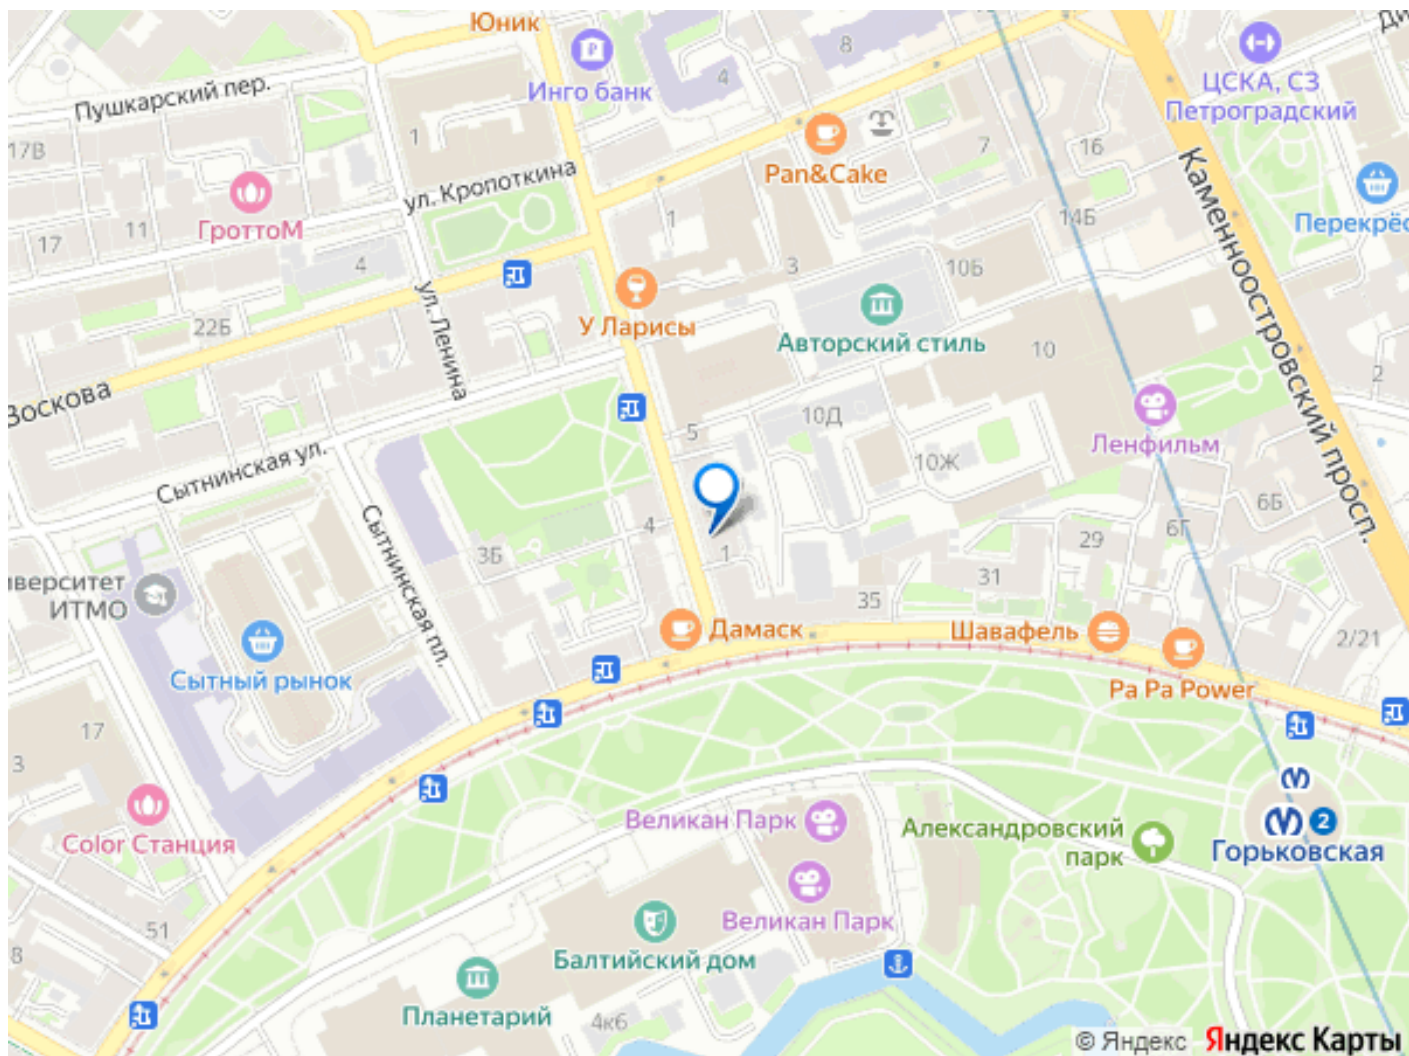 Юник
8
Ди
Инго банк
4
ЦСКА, СЗ
Петроградский
Пушкарский пер.
17В
1
Pan&Cake
7
16
Каменноостровский просп.
ул. Кропоткина
ГроттоМ
11
17
1
14Б
Перекрёс
4
3
10Б
У Ларисы
ул. Ленина
22Б
Авторский стиль
10
2
Воскова
5
10Д
Ленфильм
Сытнинская ул.
10Ж
6Б
Сытнинская пл.
4
3Б
1
6Г
29
31
иверситет
ИТМО
35
Дамаск
Шавафель
2/21
Сытный рынок
Pa Pa Power
17
3
Color Станция
Великан Парк
Александровский
парк
2
Горьковская
Великан Парк
51
8
Балтийский дом
Планетарий
4к6
© Яндекс Яндекс Карты